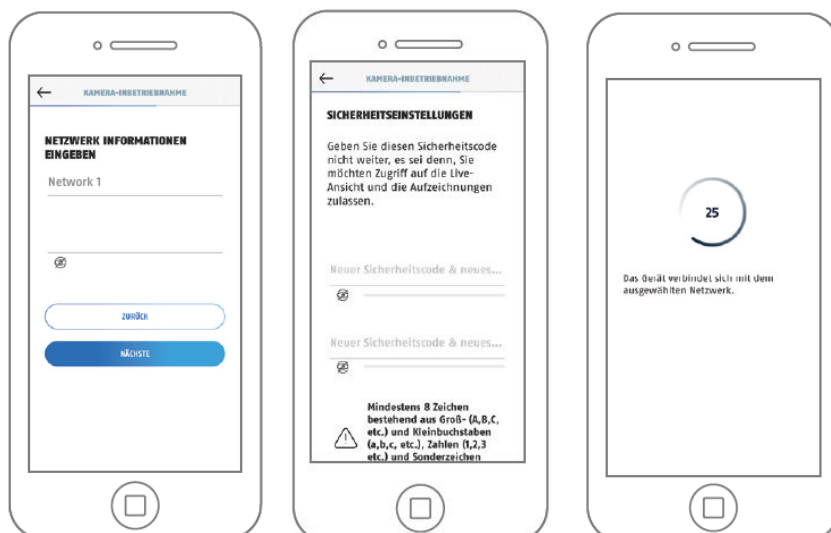 KAMERA-INBETRIEBNAHME
NETZWERK INFORMATIONEN
EINGEBEN
Network 1
ZURÜCK
NÄCHSTE
KAMERA-INBETRIEBNAHME
SICHERHEITSEINSTELLUNGEN
Geben Sie diesen Sicherheitscode
nicht weiter, es sei denn, Sie
möchten Zugriff auf die Live-
Ansicht und die Aufzeichnungen
zulassen.
Neuer Sicherheitscode & neues...
Neuer Sicherheitscode & neues...
Mindestens 8 Zeichen
bestehend aus Groß- (A,B,C,
etc.) und Kleinbuchstaben
(a,b,c, etc.), Zahlen (1,2,3
etc.) und Sonderzeichen
25
Das Gerät verbindet sich mit dem
ausgewählten Netzwerk.